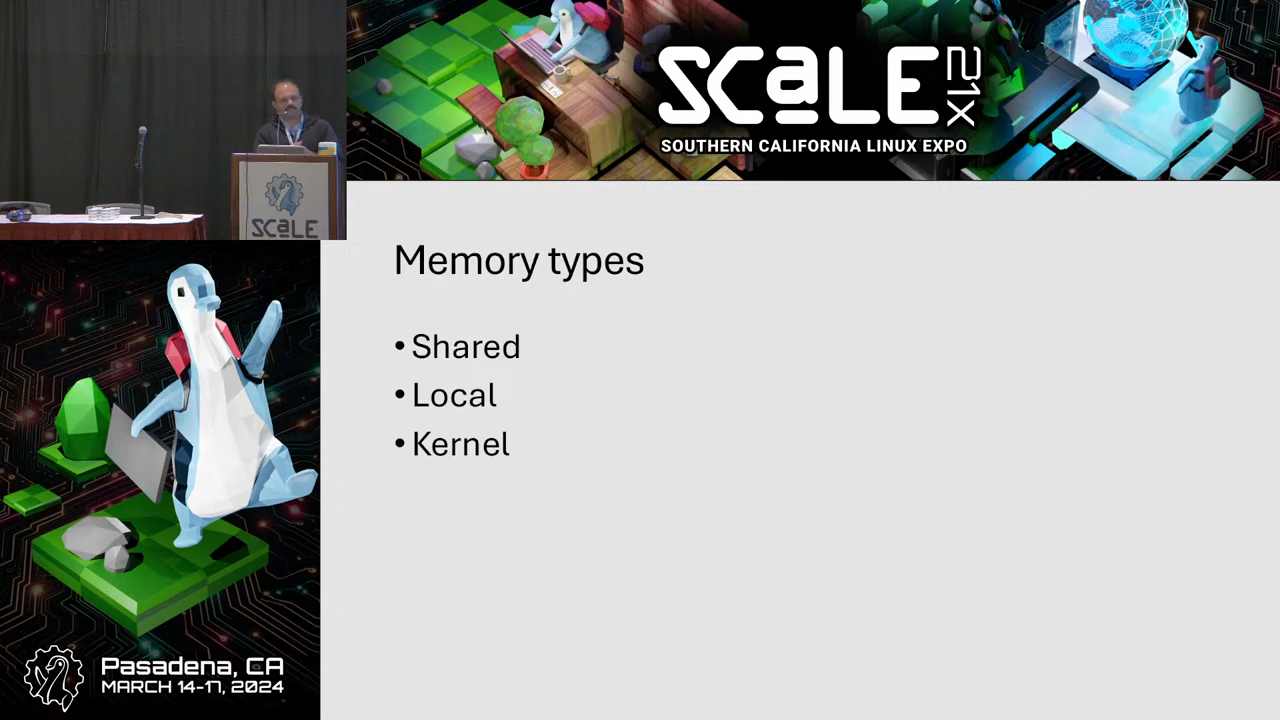 SCALE
21X
SOUTHERN CALIFORNIA LINUX EXPO
SCALE
Memory types
• Shared
• Local
• Kernel
Pasadena, CA
MARCH 14-17, 2024